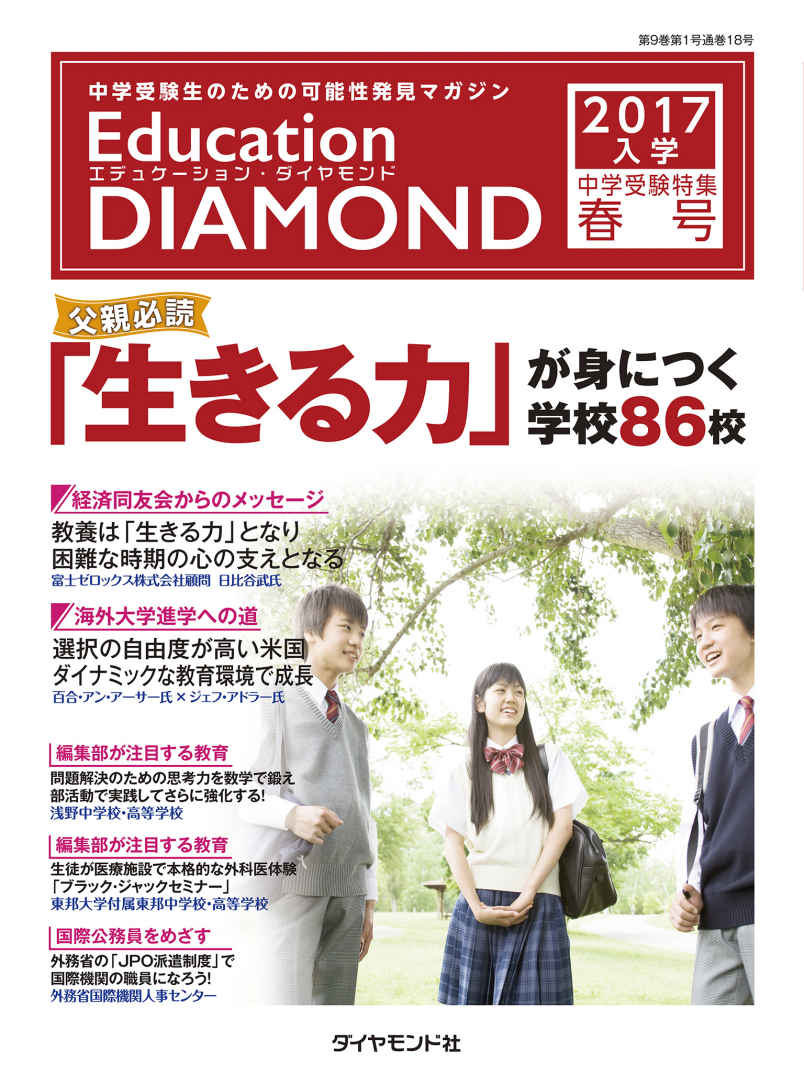 第9巻第1号通巻18号
中学受験生のための可能性発見マガジン
Education
エデュケーション・ダイヤモンド
DIAMOND
2017
入学
中学受験特集
春号
父親必読
「生きる力」が身につく
学校86校
経済同友会からのメッセージ
教養は「生きる力」となり
困難な時期の心の支えとなる
富士ゼロックス株式会社顧問 日比谷武氏
海外大学進学への道
選択の自由度が高い米国
ダイナミックな教育環境で成長
百合・アン・アーサー氏×ジェフ・アドラー氏
編集部が注目する教育
問題解決のための思考力を数学で鍛え
部活動で実践してさらに強化する!
浅野中学校・高等学校
編集部が注目する教育
生徒が医療施設で本格的な外科医体験
「ブラック・ジャックセミナー」
東邦大学付属東邦中学校・高等学校
国際公務員をめざす
外務省の「JPO派遣制度」で
国際機関の職員になろう!
外務省国際機関人事センター
ダイヤモンド社